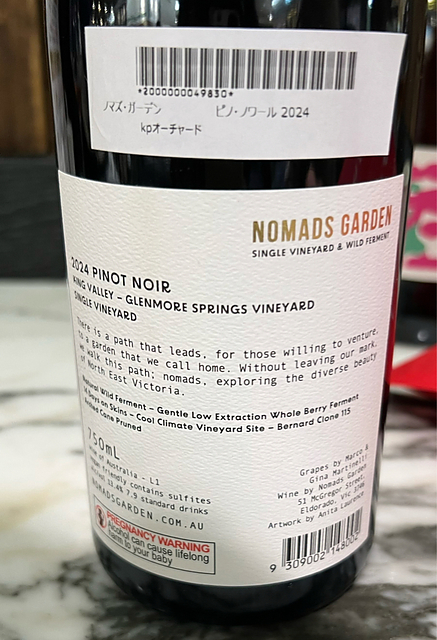 *2000000049830*
ノマズ・ガーデン ピノ・ノワール 2024
kpオーチャード
NOMADS GARDEN
SINGLE VINEYARD & WILD FERMENT
2024 PINOT NOIR
KING VALLEY – GLENMORE SPRINGS VINEYARD
SINGLE VINEYARD
There is a path that leads, for those willing to venture,
to a garden that we call home. Without leaving our mark,
we walk this path; nomads, exploring the diverse beauty
of North East Victoria.
Natural Wild Ferment – Gentle Low Extraction Whole Berry Ferment
Days on Skins – Cool Climate Vineyard Site – Bernard Clone 115
Cane Pruned
750mL
Wine of Australia - L1
friendly contains sulfites
7.9 standard drinks
NOMADSGARDEN.COM.AU
PREGNANCY WARNING
Alcohol can cause lifelong
harm to your baby
Grapes by Marco &
Gina Martinelli
Wine by Nomads Garden
51 McGregor Street,
Eldorado, Vic
Artwork by Anita Laurence
9 309002 148002